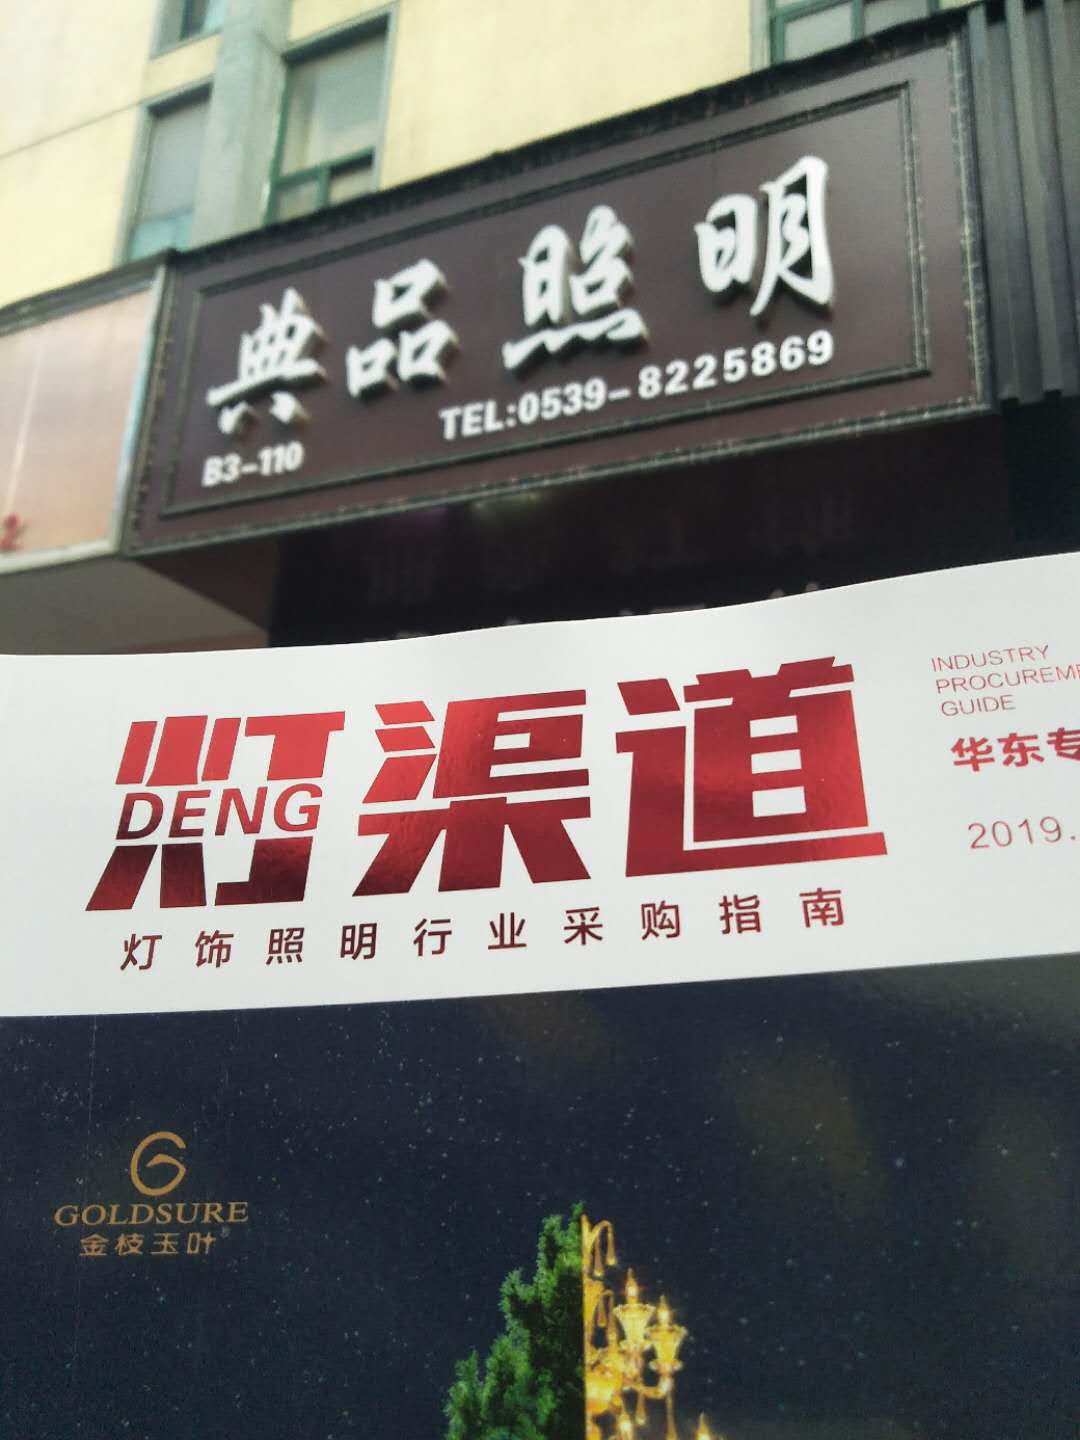 典品照明
TEL:0539-8225869
B3-110
灯渠道
DENG
灯饰照明行业采购指南
INDUSTRY
GUIDE
华东专
2019.
GOLDSURE
金枝玉叶®